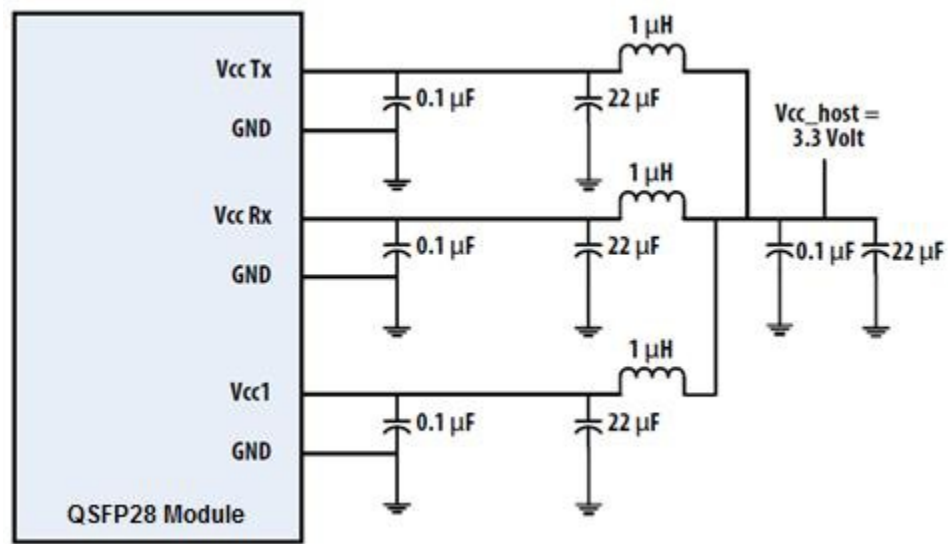 1 μH
Vcc Tx
0.1 μF
22 μF
Vcc_host =
3.3 Volt
GND
1 μH
Vcc Rx
0.1 μF
22 μF
0.1 μF
22 μF
GND
1 μH
Vcc1
0.1 μF
22 μF
GND
QSFP28 Module